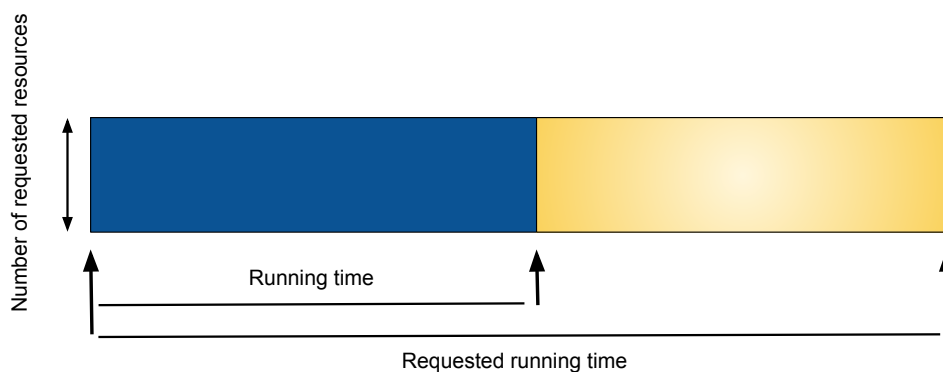 Number of requested resources
Running time
Requested running time